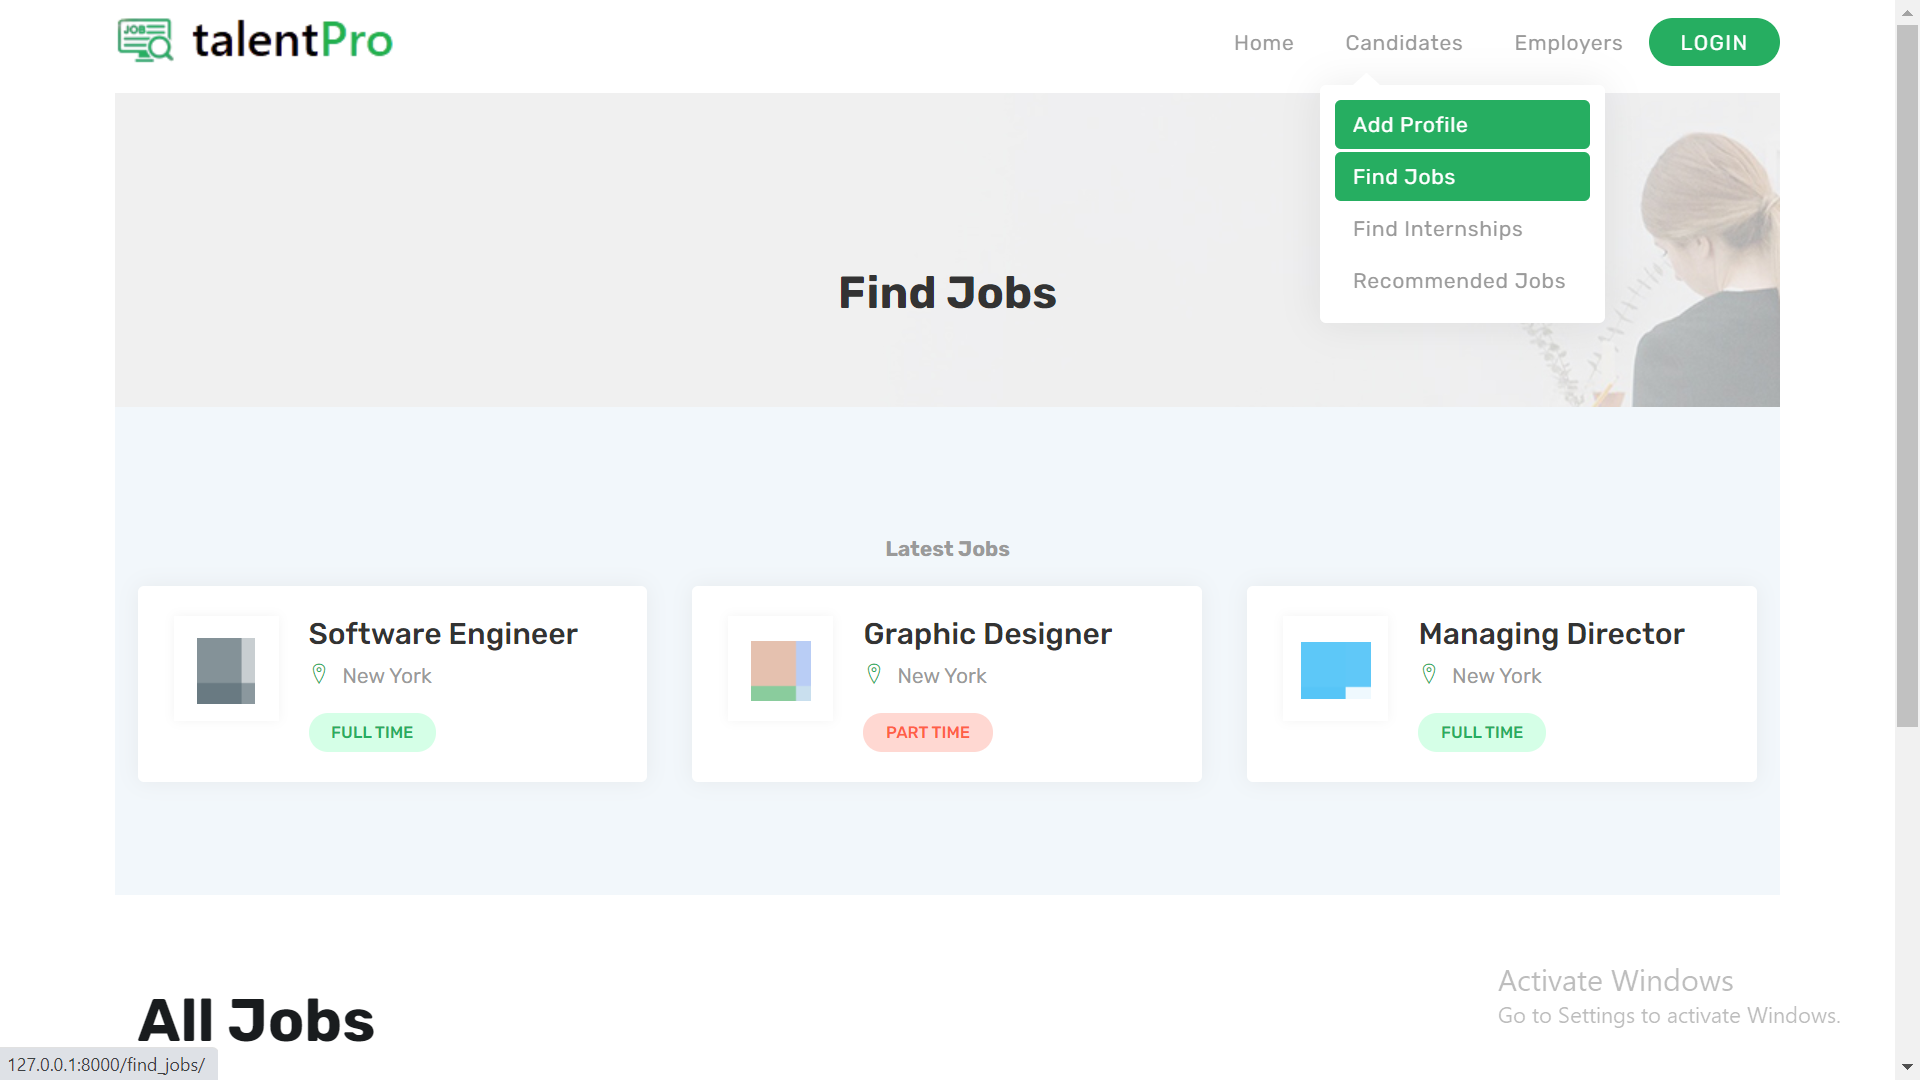 JOB
talentPro
Home
Candidates
Employers
LOGIN
Add Profile
Find Jobs
Find Internships
Recommended Jobs
Find Jobs
Latest Jobs
Software Engineer
New York
FULL TIME
Graphic Designer
New York
PART TIME
Managing Director
New York
FULL TIME
All Jobs
Activate Windows
Go to Settings to activate Windows.
127.0.0.1:8000/find_jobs/